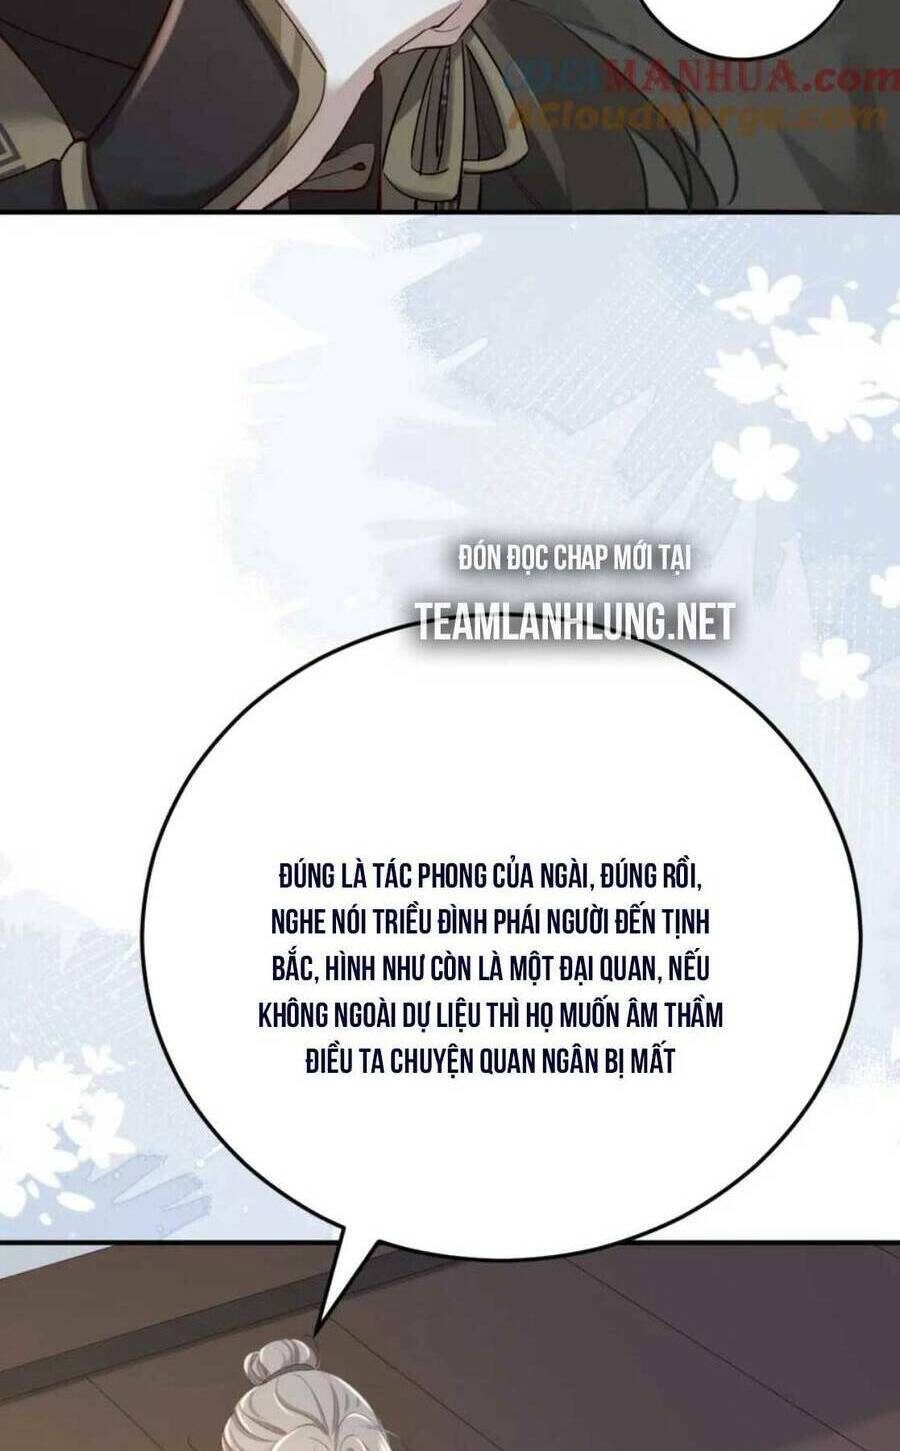 COLAMANHUA.com
Acloudmerge.com
ĐÓN ĐỌC CHAP MỚI TẠI
TEAMLANHLUNG.NET
ĐÚNG LÀ TÁC PHONG CỦA NGÀI, ĐÚNG RỒI,
NGHE NÓI TRIỀU ĐÌNH PHÁI NGƯỜI ĐẾN TỊNH
BẮC, HÌNH NHƯ CÒN LÀ MỘT ĐẠI QUAN, NẾU
KHÔNG NGOÀI DỰ LIỆU THÌ HỌ MUỐN ÂM THẦM
ĐIỀU TA CHUYỆN QUAN NGÂN BỊ MẤT